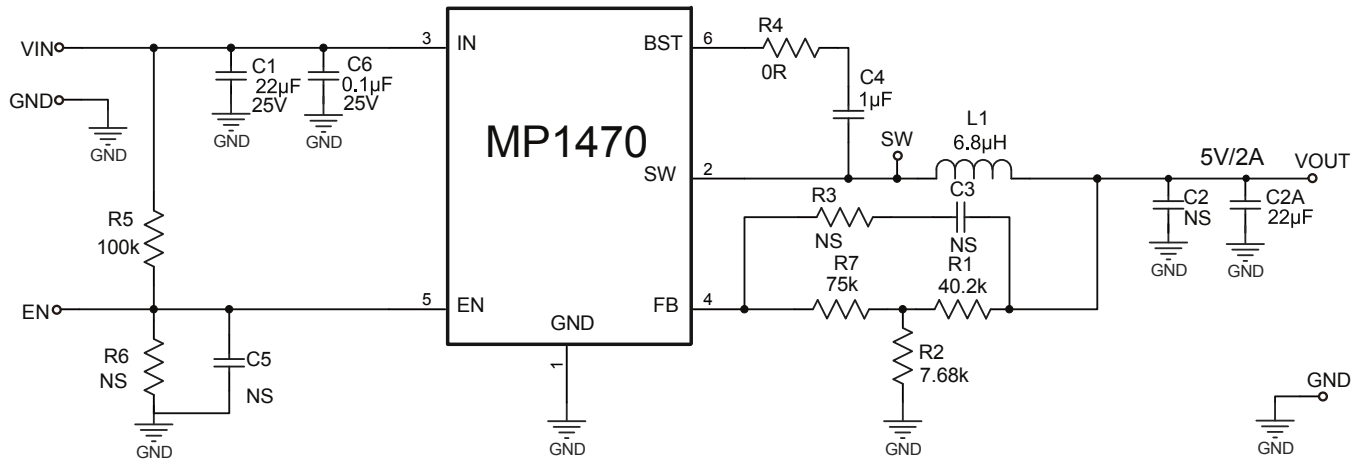 VIN
GND
GND
C1
22µF
25V
GND
C6
0.1µF
25V
GND
3
IN
R5
100k
EN
R6
NS
GND
C5
NS
5
EN
MP1470
BST
6
SW
2
FB
4
GND
1
GND
R4
0R
C4
1µF
SW
L1
6.8µH
R3
NS
C3
NS
R7
75k
R1
40.2k
R2
7.68k
GND
5V/2A
VOUT
C2
NS
GND
C2A
22µF
GND
GND
GND